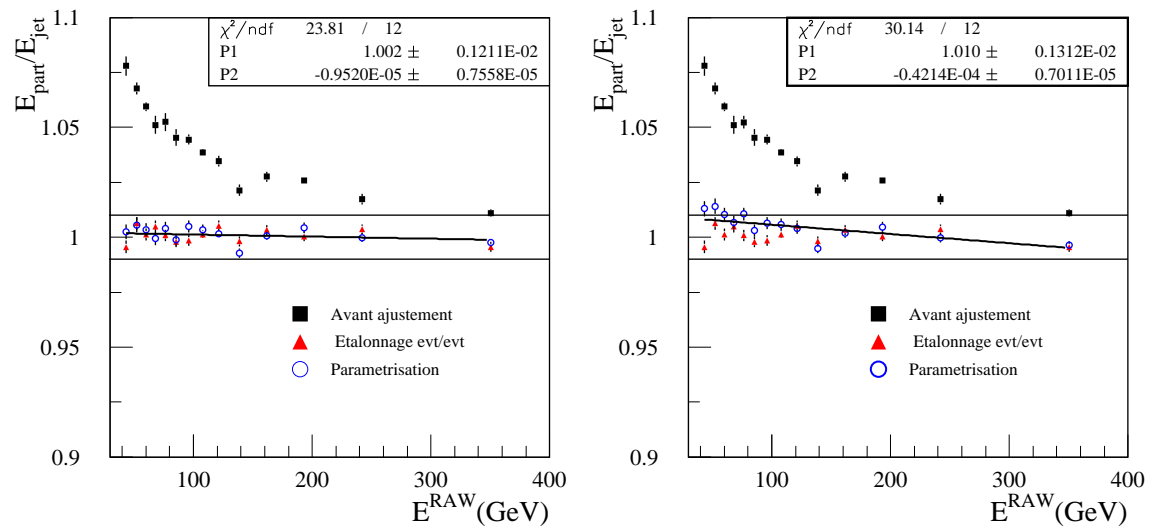 E_part/E_jet
1.1
1.05
1
0.95
0.9
χ²/ndf 23.81 / 12
P1 1.002 ± 0.1211E-02
P2 -0.9520E-05 ± 0.7558E-05
Avant ajustement
Etalonnage evt/evt
Parametrisation
100 200 300 400
E^RAW(GeV)
E_part/E_jet
1.1
1.05
1
0.95
0.9
χ²/ndf 30.14 / 12
P1 1.010 ± 0.1312E-02
P2 -0.4214E-04 ± 0.7011E-05
Avant ajustement
Etalonnage evt/evt
Parametrisation
100 200 300 400
E^RAW(GeV)